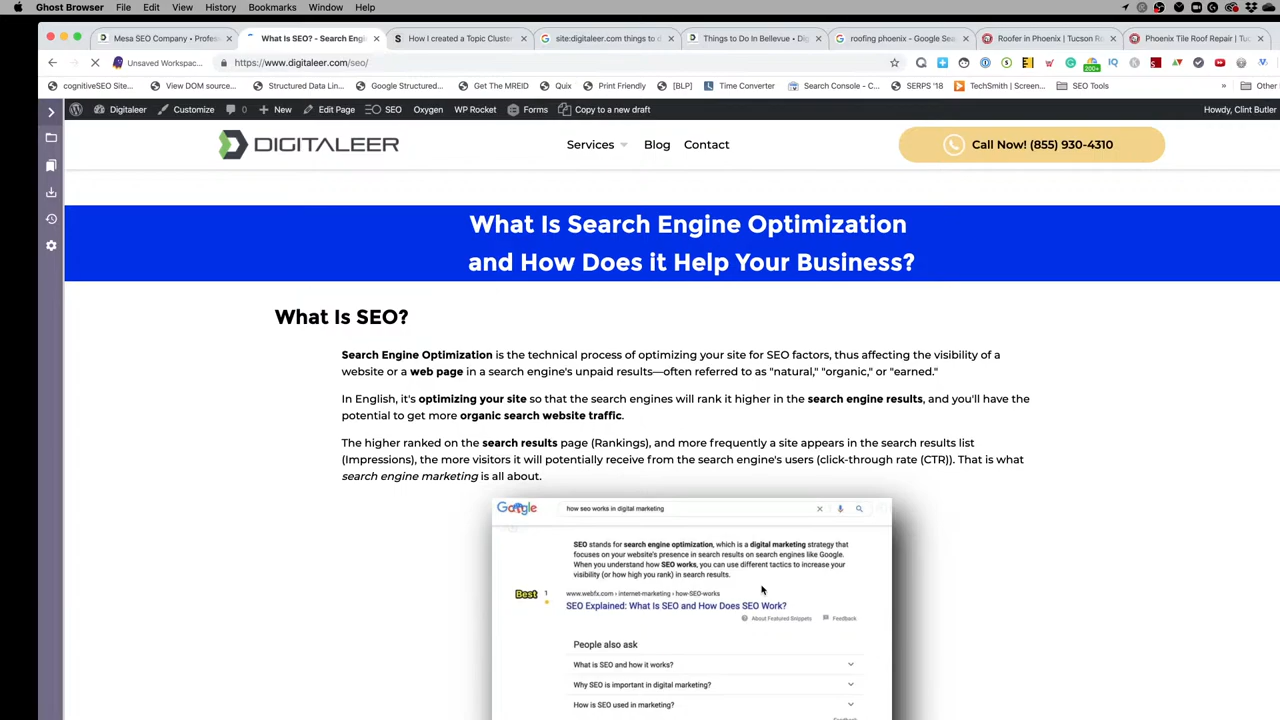 Ghost Browser File Edit View History Bookmarks Window Help
Mesa SEO Company - Profes
What Is SEO? - Search Engi
How I created a Topic Cluster
site:digitaleer.com things to d
Things to Do In Bellevue • Dig
roofing phoenix - Google Sea
Roofer in Phoenix | Tucson Ro
Phoenix Tile Roof Repair | Tuc
Unsaved Workspac...
https://www.digitaleer.com/seo/
cognitiveSEO Site... View DOM source... Structured Data Lin... Google Structured... Get The MREID Quix Print Friendly [BLP] Time Converter Search Console - C... SERPS '18 TechSmith | Screen... SEO Tools » Other
Digitaleer Customize 0 New Edit Page SEO Oxygen WP Rocket Forms Copy to a new draft Howdy, Clint Butler
DIGITALEER
Services Blog Contact
Call Now! (855) 930-4310
What Is Search Engine Optimization
and How Does it Help Your Business?
What Is SEO?
Search Engine Optimization is the technical process of optimizing your site for SEO factors, thus affecting the visibility of a
website or a web page in a search engine's unpaid results—often referred to as "natural," "organic," or "earned."
In English, it's optimizing your site so that the search engines will rank it higher in the search engine results, and you'll have the
potential to get more organic search website traffic.
The higher ranked on the search results page (Rankings), and more frequently a site appears in the search results list
(Impressions), the more visitors it will potentially receive from the search engine's users (click-through rate (CTR)). That is what
search engine marketing is all about.
Google how seo works in digital marketing
SEO stands for search engine optimization, which is a digital marketing strategy that
focuses on your website's presence in search results on search engines like Google.
When you understand how SEO works, you can use different tactics to increase your
visibility (or how high you rank) in search results.
Best 1 www.webfx.com › internet-marketing › how-SEO-works
SEO Explained: What Is SEO and How Does SEO Work?
About Featured Snippets Feedback
People also ask
What is SEO and how it works?
Why SEO is important in digital marketing?
How is SEO used in marketing?